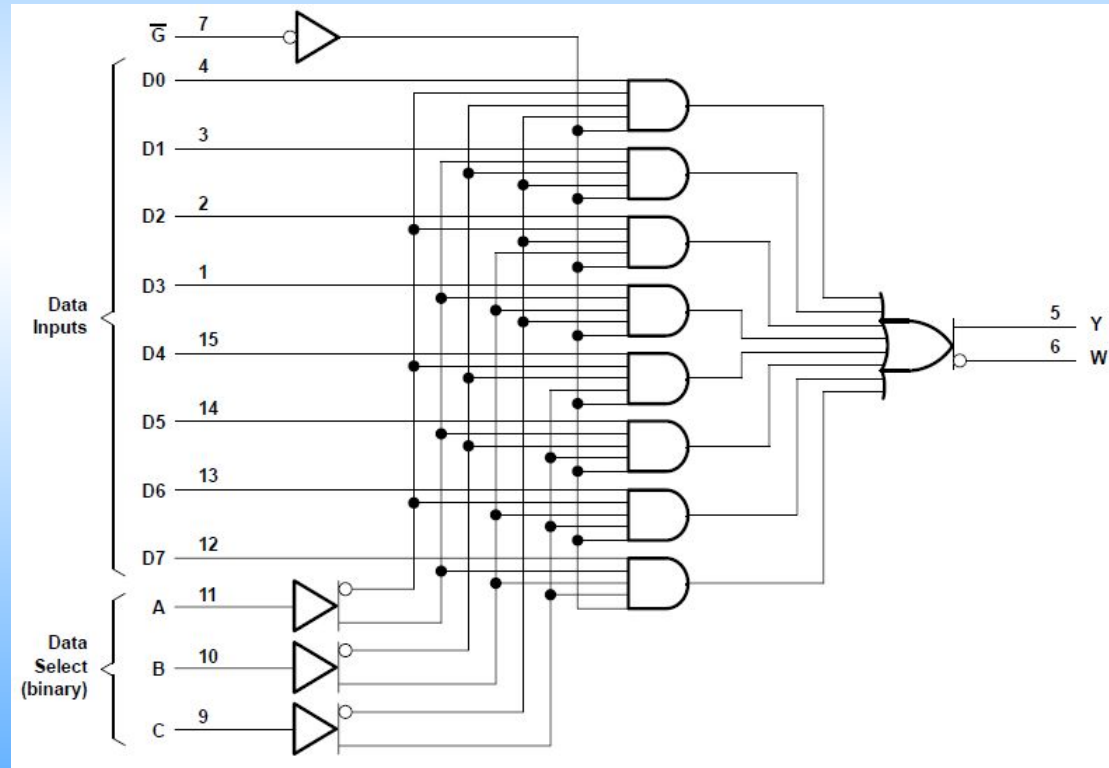 G̅ 7
D0 4
D1 3
D2 2
D3 1
Data
Inputs
D4 15
D5 14
D6 13
D7 12
5 Y
6 W
A 11
Data
Select
(binary)
B 10
C 9